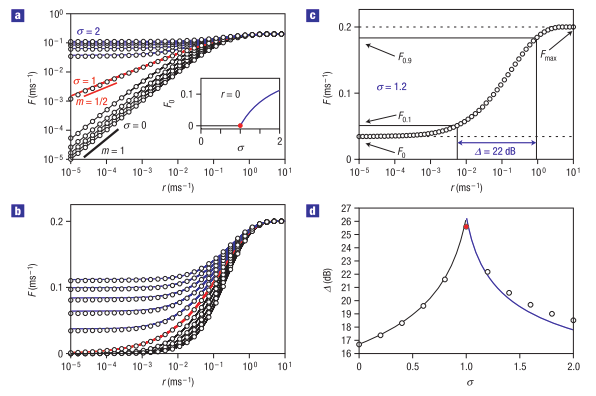 a
10⁰
10⁻¹
10⁻²
10⁻³
10⁻⁴
10⁻⁵
F (ms⁻¹)
σ = 2
σ = 1
m = 1/2
σ = 0
m = 1
0.1
0
F₀
r = 0
0 1 2
σ
10⁻⁵ 10⁻⁴ 10⁻³ 10⁻² 10⁻¹ 10⁰ 10¹
r (ms⁻¹)
c
0.2
0.1
0
F (ms⁻¹)
F₀.₉
Fmax
σ = 1.2
F₀.₁
F₀
Δ = 22 dB
10⁻⁵ 10⁻⁴ 10⁻³ 10⁻² 10⁻¹ 10⁰ 10¹
r (ms⁻¹)
b
0.2
0.1
0
F (ms⁻¹)
10⁻⁵ 10⁻⁴ 10⁻³ 10⁻² 10⁻¹ 10⁰ 10¹
r (ms⁻¹)
d
27
26
25
24
23
22
21
20
19
18
17
16
Δ (dB)
0 0.5 1.0 1.5 2.0
σ